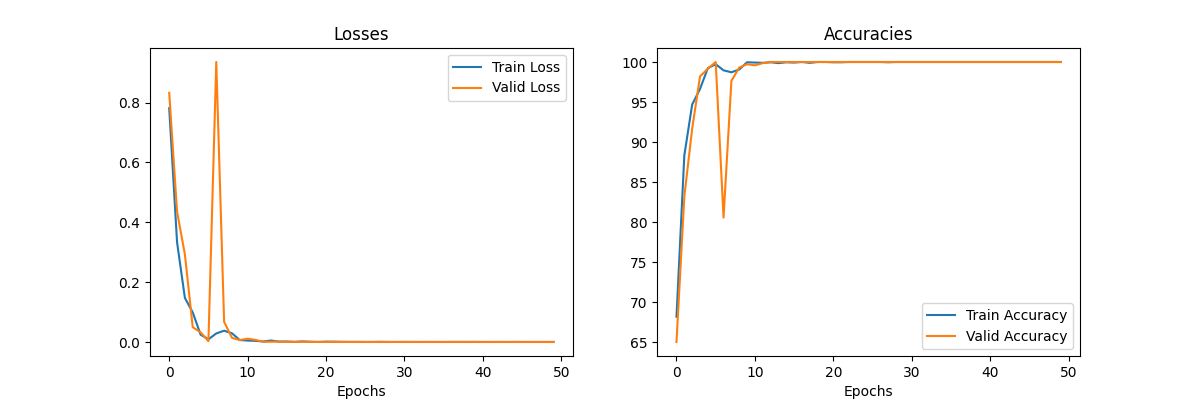 Losses
Train Loss
Valid Loss
0.8
0.6
0.4
0.2
0.0
0 10 20 30 40 50
Epochs
Accuracies
100
95
90
85
80
75
70
65
Train Accuracy
Valid Accuracy
0 10 20 30 40 50
Epochs